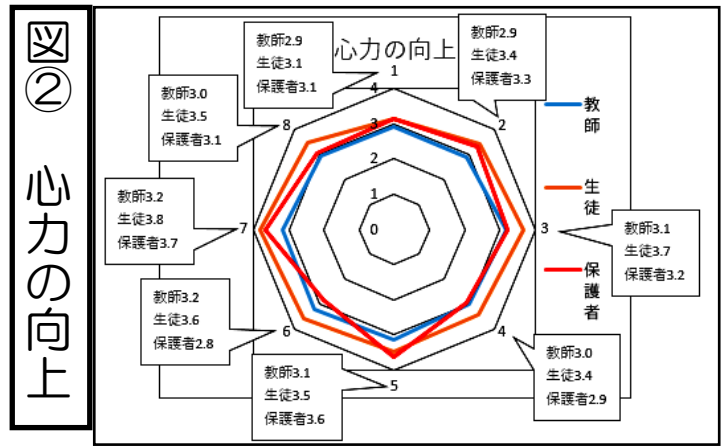 図② 心力の向上
心力の向上
教師2.9
生徒3.1
保護者3.1
教師2.9
生徒3.4
保護者3.3
教師3.1
生徒3.7
保護者3.2
教師3.0
生徒3.4
保護者2.9
教師3.1
生徒3.5
保護者3.6
教師3.2
生徒3.6
保護者2.8
教師3.2
生徒3.8
保護者3.7
教師3.0
生徒3.5
保護者3.1
1
2
3
4
5
6
7
8
4
3
2
1
0
教師
生徒
保護者